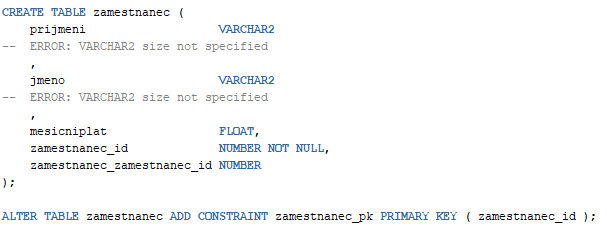 CREATE TABLE zamestnanec (
    prijmeni                   VARCHAR2
--  ERROR: VARCHAR2 size not specified
    ,
    jmeno                      VARCHAR2
--  ERROR: VARCHAR2 size not specified
    ,
    mesicniplat                FLOAT,
    zamestnanec_id             NUMBER NOT NULL,
    zamestnanec_zamestnanec_id NUMBER
);
ALTER TABLE zamestnanec ADD CONSTRAINT zamestnanec_pk PRIMARY KEY ( zamestnanec_id );